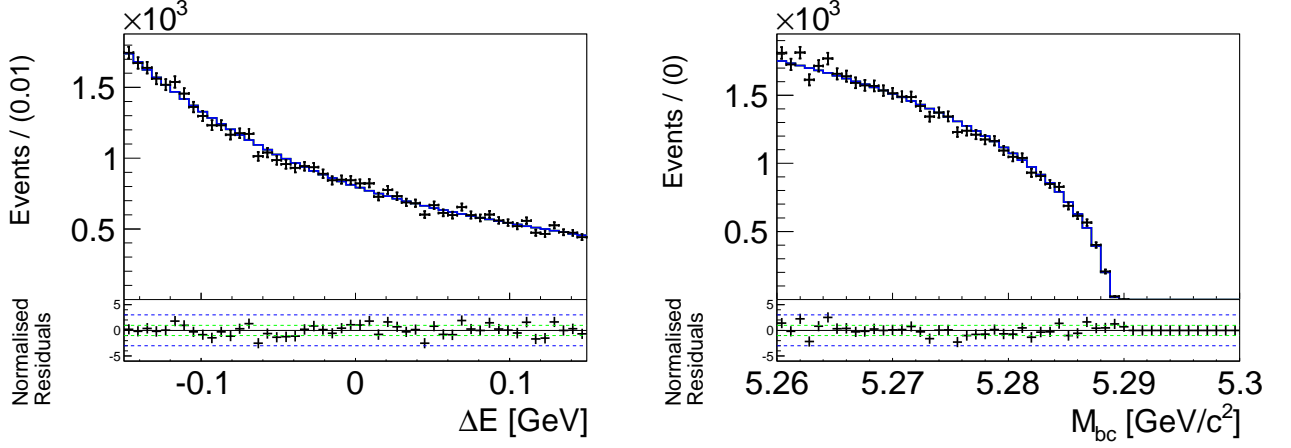 ×10³
Events / (0.01)
1.5
1
0.5
Normalised
Residuals
5
0
-5
-0.1
0
0.1
ΔE [GeV]
×10³
Events / (0)
1.5
1
0.5
Normalised
Residuals
5
0
-5
5.26
5.27
5.28
5.29
5.3
M_bc [GeV/c²]